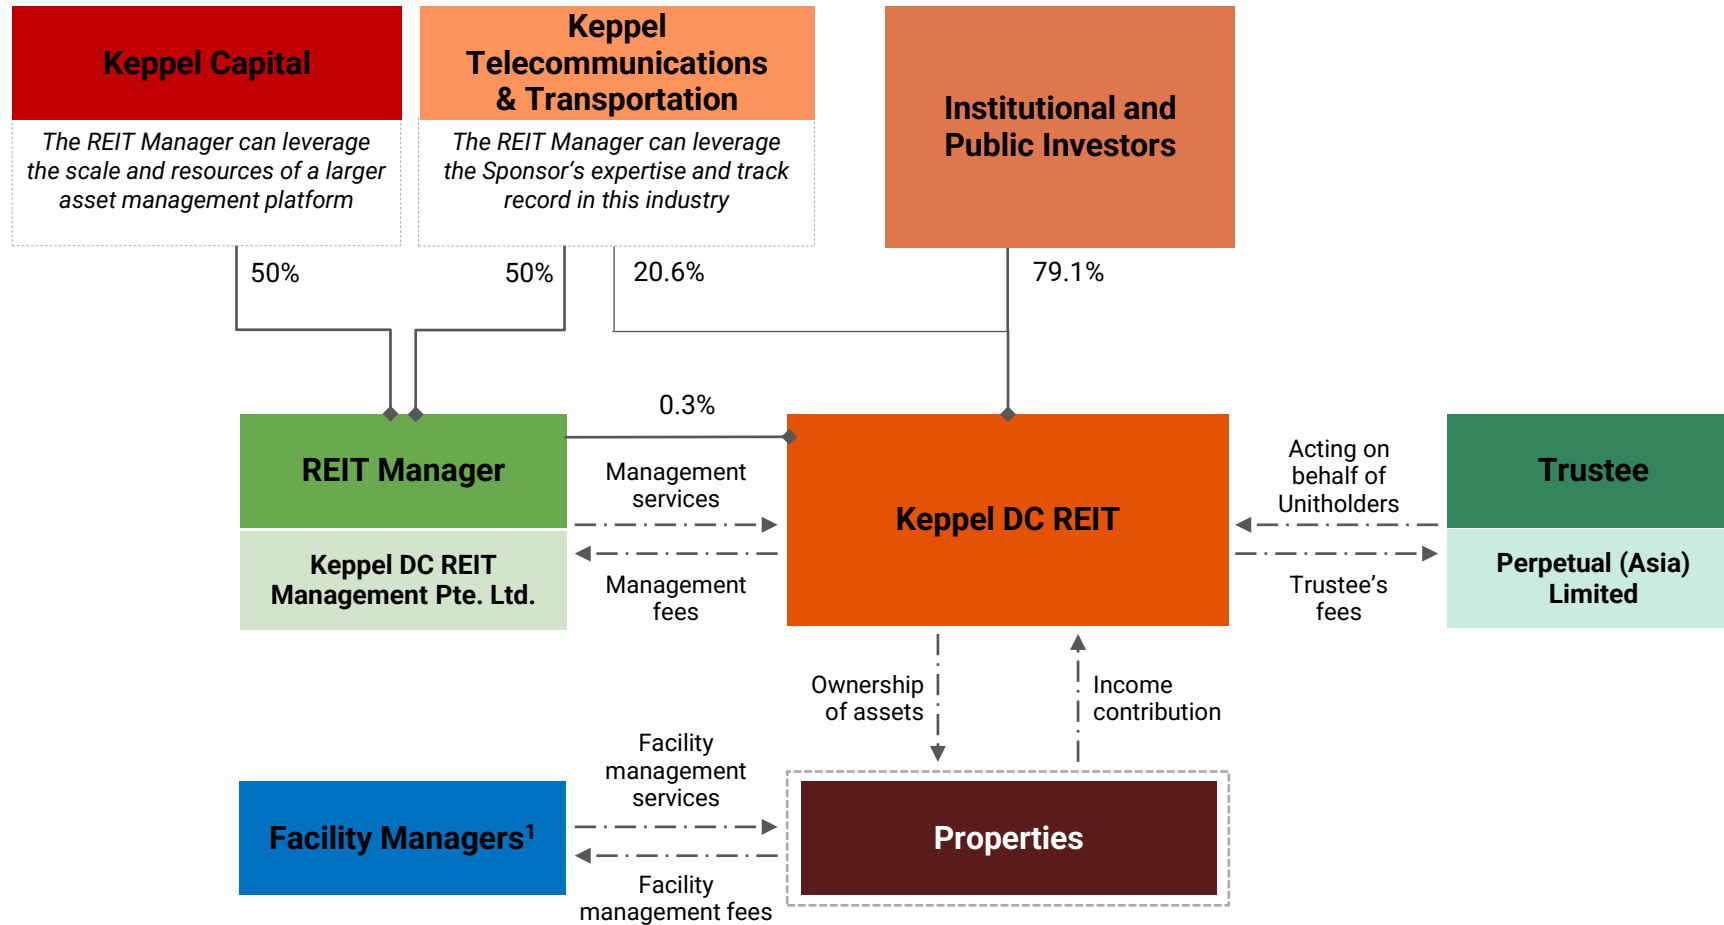 Keppel Capital
The REIT Manager can leverage
the scale and resources of a larger
asset management platform
Keppel
Telecommunications
& Transportation
The REIT Manager can leverage
the Sponsor‘s expertise and track
record in this industry
Institutional and
Public Investors
50%
50%
20.6%
79.1%
0.3%
REIT Manager
Keppel DC REIT
Management Pte. Ltd.
Management
services
Management
fees
Keppel DC REIT
Acting on
behalf of
Unitholders
Trustee’s
fees
Trustee
Perpetual (Asia)
Limited
Ownership
of assets
Income
contribution
Facility Managers¹
Facility
management
services
Facility
management fees
Properties